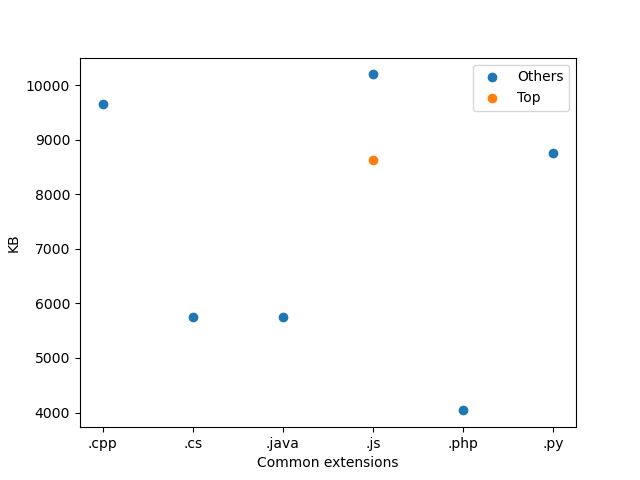 Others
Top
10000
9000
8000
7000
6000
5000
4000
KB
.cpp
.cs
.java
.js
.php
.py
Common extensions